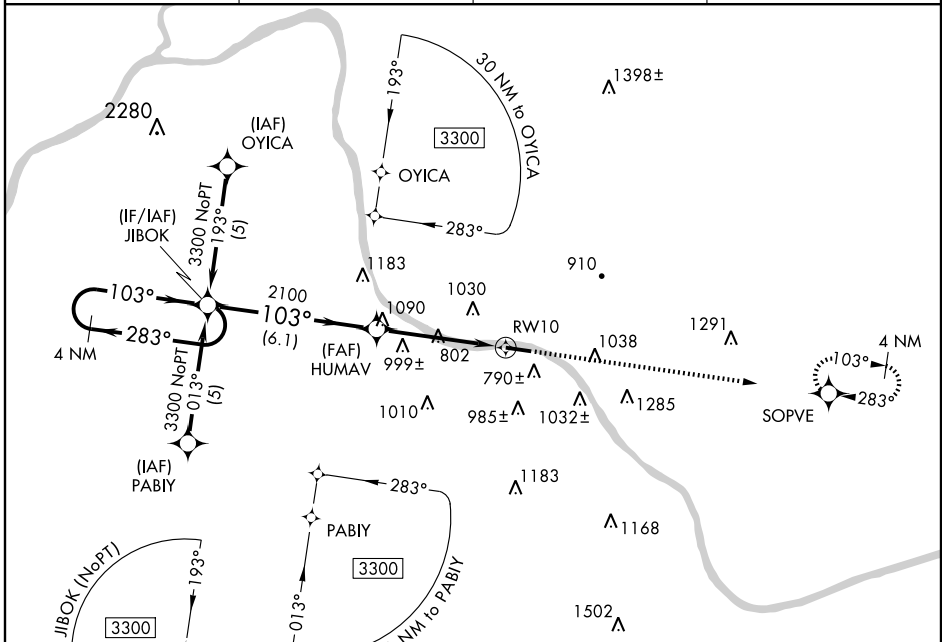 1398±
2280
(IAF)
OYICA
193°
30 NM to OYICA
3300
OYICA
283°
(IF/IAF)
JIBOK
3300 NoPT
193°
(5)
1183
910
103°
2100
103°
(6.1)
1090
1030
RW10
1291
4 NM
283°
4 NM
(FAF)
HUMAV
999±
802
790±
1038
103°
283°
SOPVE
3300 NoPT
013°
(5)
1010
985±
1032±
1285
(IAF)
PABIY
1183
283°
PABIY
1168
JIBOK (NoPT)
193°
3300
013°
3300
NM to PABIY
1502